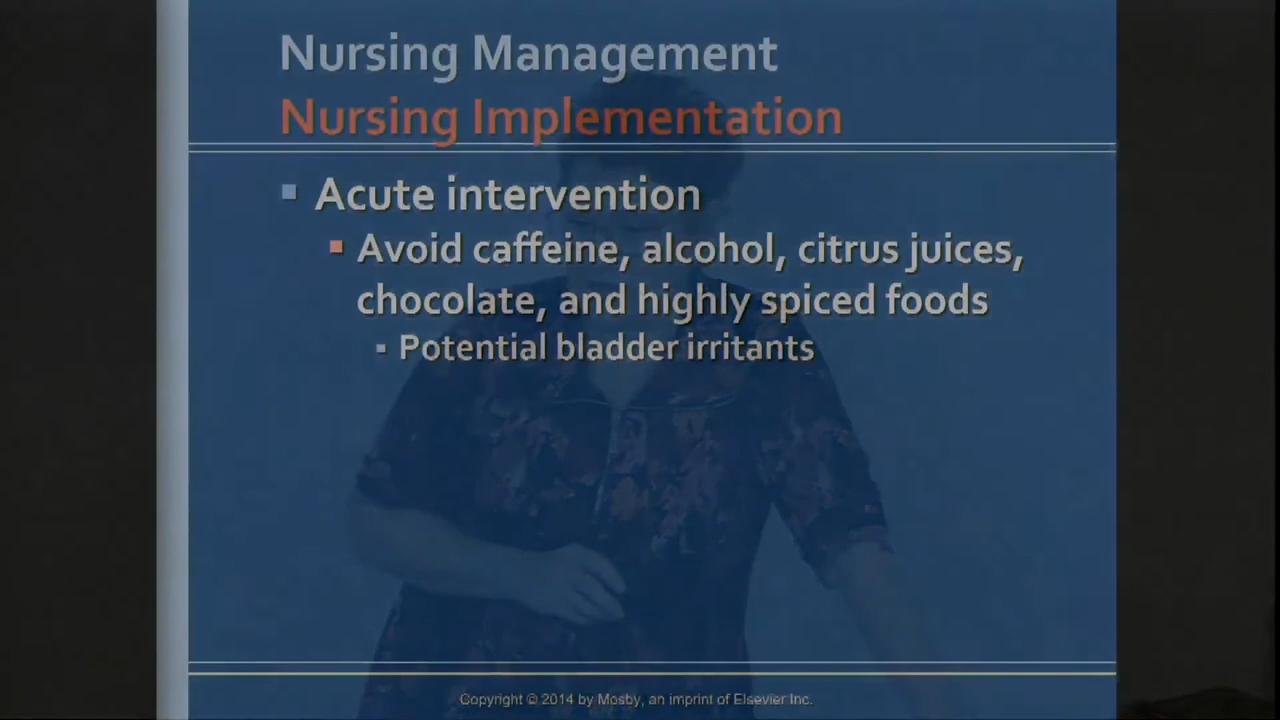 Nursing Management
Nursing Implementation
Acute intervention
Avoid caffeine, alcohol, citrus juices,
chocolate, and highly spiced foods
Potential bladder irritants
Copyright © 2014 by Mosby, an imprint of Elsevier Inc.